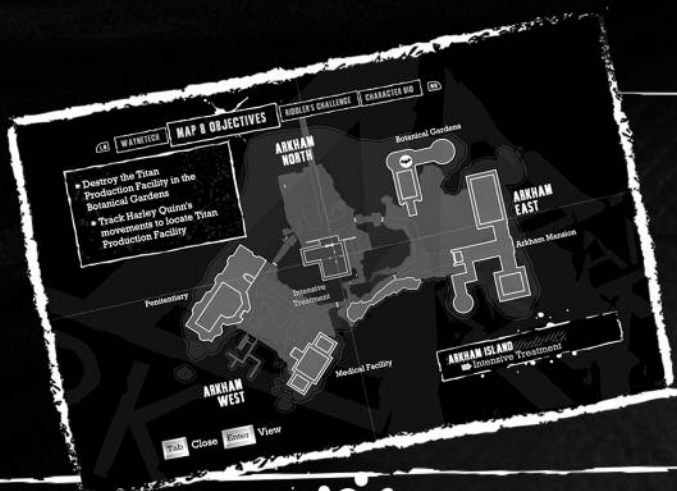 LB
WAYNETECH
MAP & OBJECTIVES
RIDDLER'S CHALLENGE
CHARACTER BIO
RB
Destroy the Titan
Production Facility in the
Botanical Gardens
Track Harley Quinn's
movements to locate Titan
Production Facility
ARKHAM
NORTH
Botanical Gardens
ARKHAM
EAST
Arkham Mansion
Penitentiary
Intensive
Treatment
Medical Facility
ARKHAM
WEST
ARKHAM ISLAND
Intensive Treatment
Tab Close Enter View